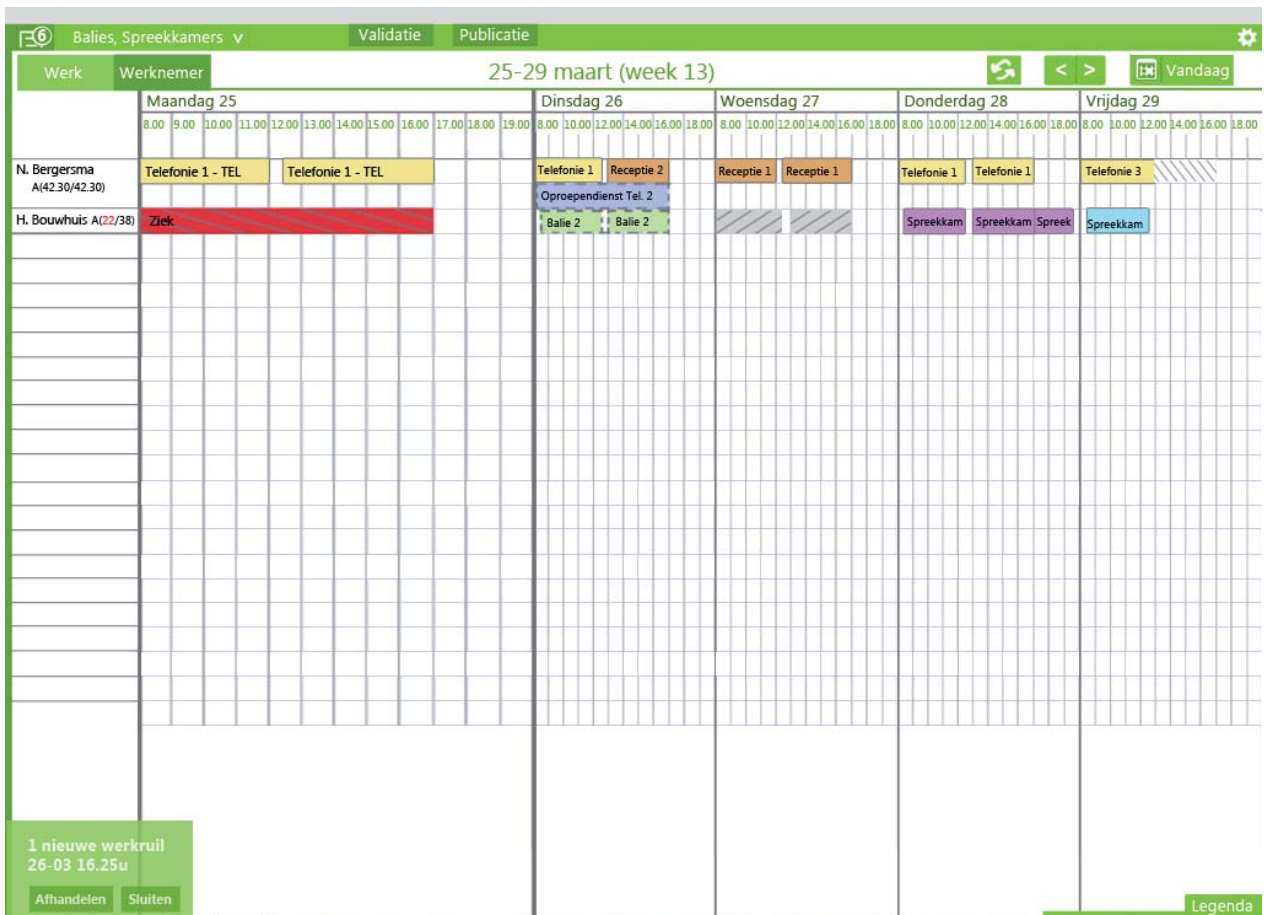 6 Balies, Spreekkamers v Validatie Publicatie
Werk Werknemer 25-29 maart (week 13) < > Vandaag
Maandag 25 Dinsdag 26 Woensdag 27 Donderdag 28 Vrijdag 29
8.00 9.00 10.00 11.00 12.00 13.00 14.00 15.00 16.00 17.00 18.00 19.00 8.00 10.00 12.00 14.00 16.00 18.00 8.00 10.00 12.00 14.00 16.00 18.00 8.00 10.00 12.00 14.00 16.00 18.00 8.00 10.00 12.00 14.00 16.00 18.00
N. Bergersma Telefonie 1 - TEL Telefonie 1 - TEL Telefonie 1 Receptie 2 Receptie 1 Receptie 1 Telefonie 1 Telefonie 1 Telefonie 3
A(42.30/42.30) Oproependienst Tel. 2
H. Bouwhuis A(22/38) Ziek Balie 2 Balie 2 Spreekkam Spreekkam Spreek Spreekkam
1 nieuwe werkruil
26-03 16.25u
Afhandelen Sluiten Legenda